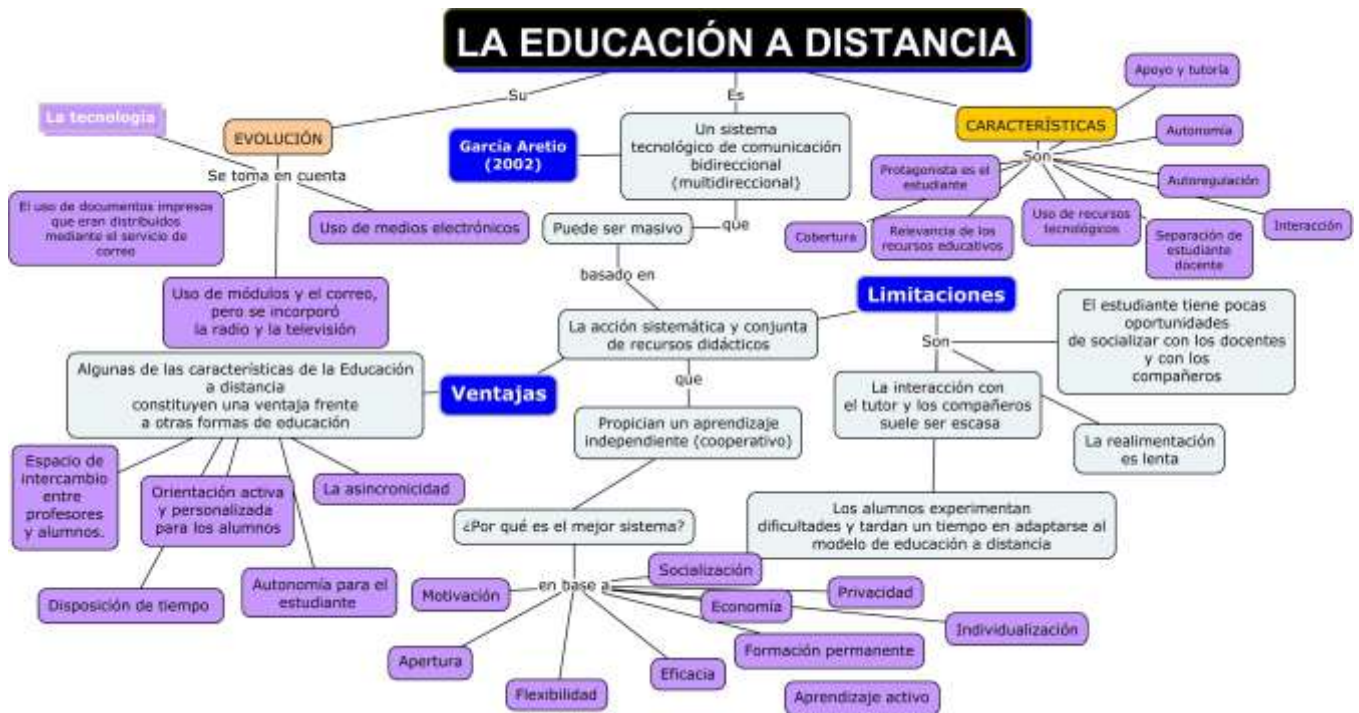 LA EDUCACIÓN A DISTANCIA
Su
Es
La tecnología
EVOLUCIÓN
Se toma en cuenta
El uso de documentos impresos
que eran distribuidos
mediante el servicio de
correo
Uso de medios electrónicos
Uso de módulos y el correo,
pero se incorporó
la radio y la televisión
García Aretio
(2002)
Un sistema
tecnológico de comunicación
bidireccional
(multidireccional)
que
Puede ser masivo
basado en
La acción sistemática y conjunta
de recursos didácticos
que
Propician un aprendizaje
independiente (cooperativo)
¿Por qué es el mejor sistema?
en base a
Motivación
Socialización
Economía
Privacidad
Individualización
Formación permanente
Aprendizaje activo
Eficacia
Flexibilidad
Apertura
CARACTERÍSTICAS
Son
Apoyo y tutoría
Autonomía
Autoregulación
Interacción
Separación de
estudiante
docente
Uso de recursos
tecnológicos
Relevancia de los
recursos educativos
Cobertura
Protagonista es el
estudiante
Limitaciones
Son
El estudiante tiene pocas
oportunidades
de socializar con los docentes
y con los
compañeros
La interacción con
el tutor y los compañeros
suele ser escasa
La realimentación
es lenta
Los alumnos experimentan
dificultades y tardan un tiempo en adaptarse al
modelo de educación a distancia
Ventajas
Algunas de las características de la Educación
a distancia
constituyen una ventaja frente
a otras formas de educación
Espacio de
intercambio
entre
profesores
y alumnos.
Orientación activa
y personalizada
para los alumnos
La asincronicidad
Disposición de tiempo
Autonomía para el
estudiante